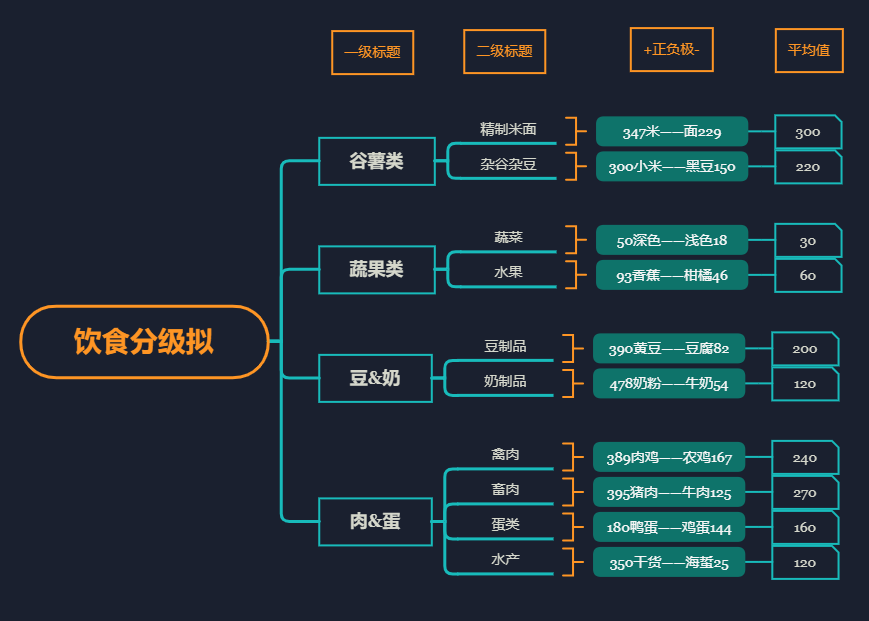 一级标题
二级标题
+正负极-
平均值
饮食分级拟
谷薯类
精制米面
347米——面229
300
杂谷杂豆
300小米——黑豆150
220
蔬果类
蔬菜
50深色——浅色18
30
水果
93香蕉——柑橘46
60
豆&奶
豆制品
390黄豆——豆腐82
200
奶制品
478奶粉——牛奶54
120
肉&蛋
禽肉
389肉鸡——农鸡167
240
畜肉
395猪肉——牛肉125
270
蛋类
180鸭蛋——鸡蛋144
160
水产
350干货——海蜇25
120